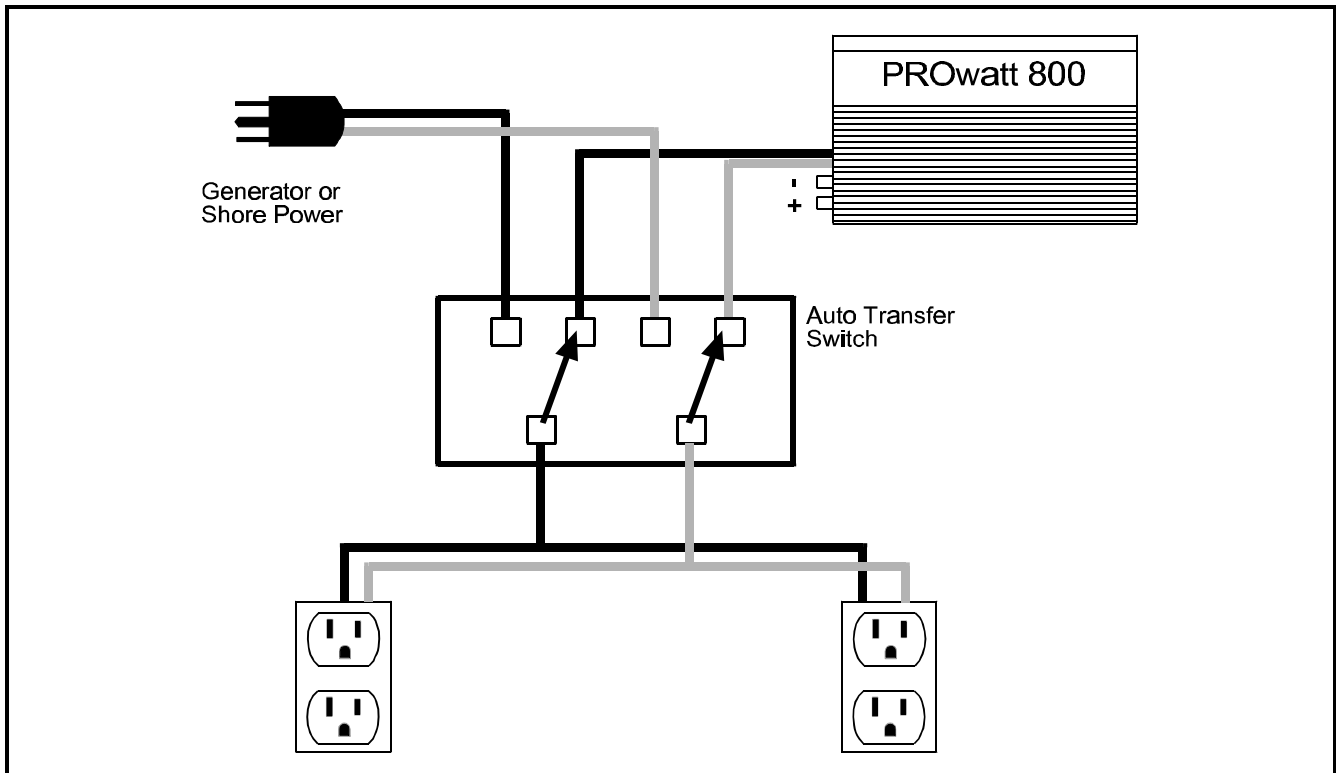 PROwatt 800
Generator or
Shore Power
-
+
Auto Transfer
Switch